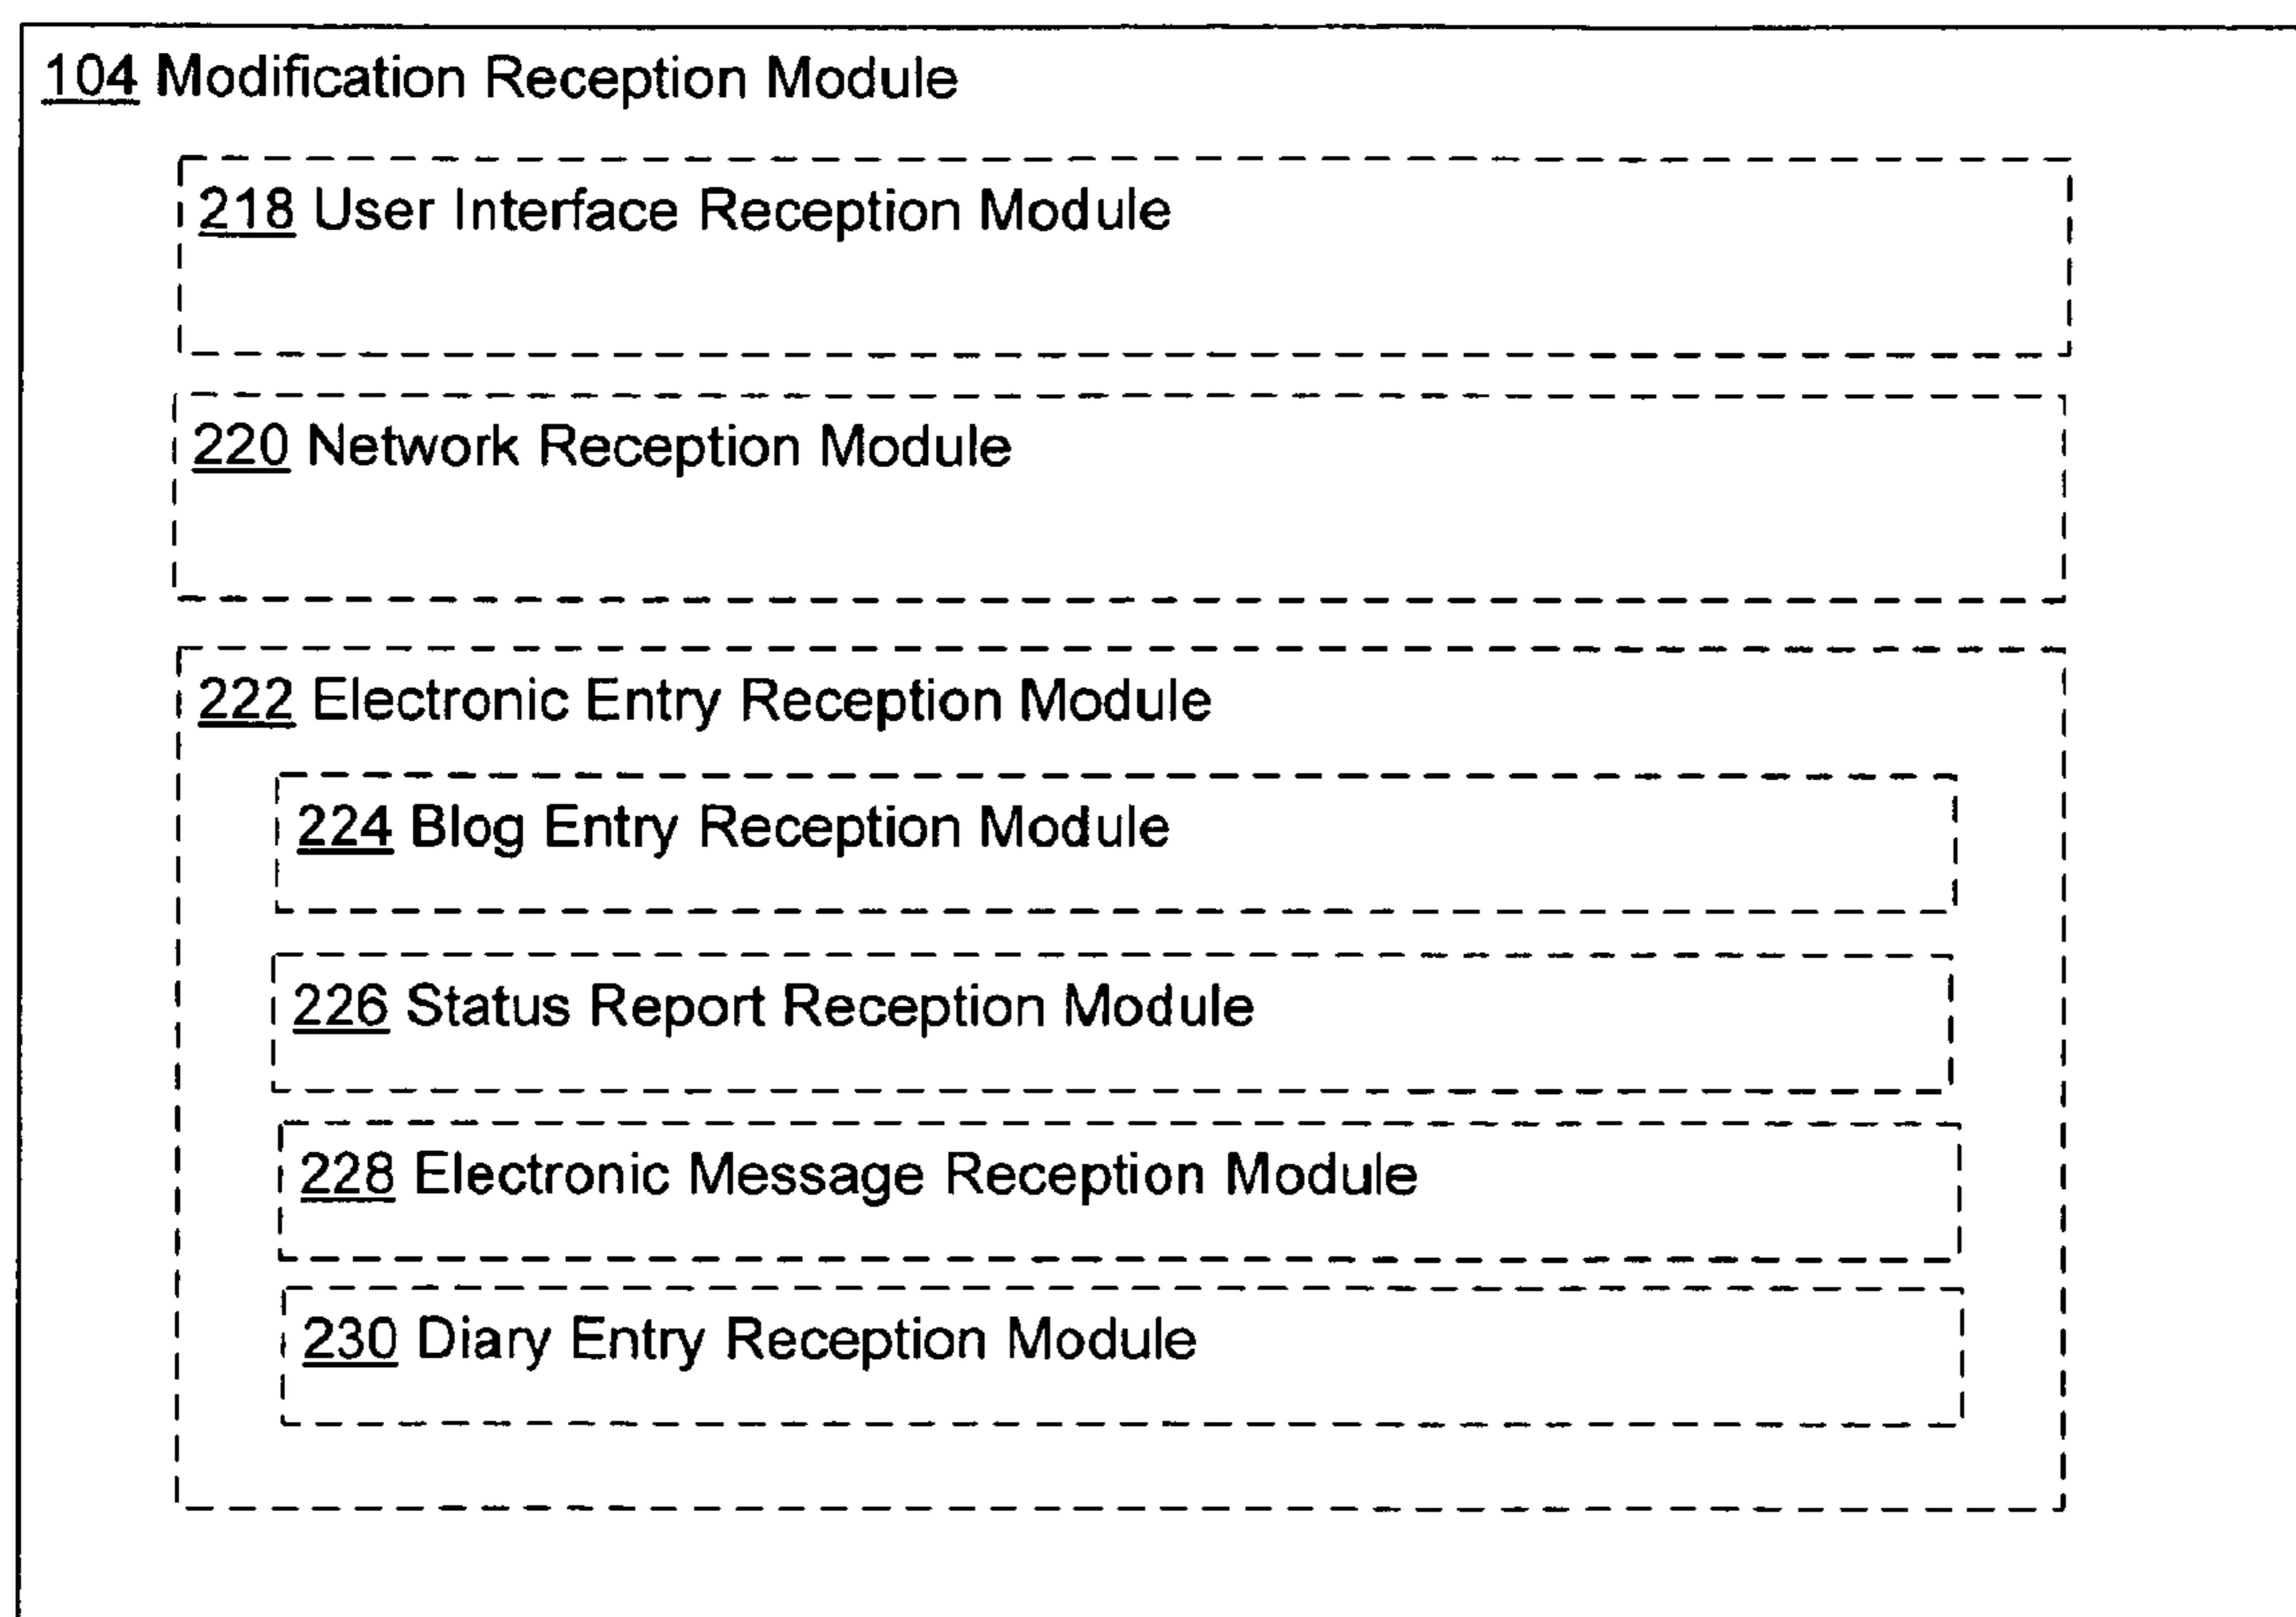 104 Modification Reception Module
218 User Interface Reception Module
220 Network Reception Module
222 Electronic Entry Reception Module
224 Blog Entry Reception Module
226 Status Report Reception Module
228 Electronic Message Reception Module
230 Diary Entry Reception Module